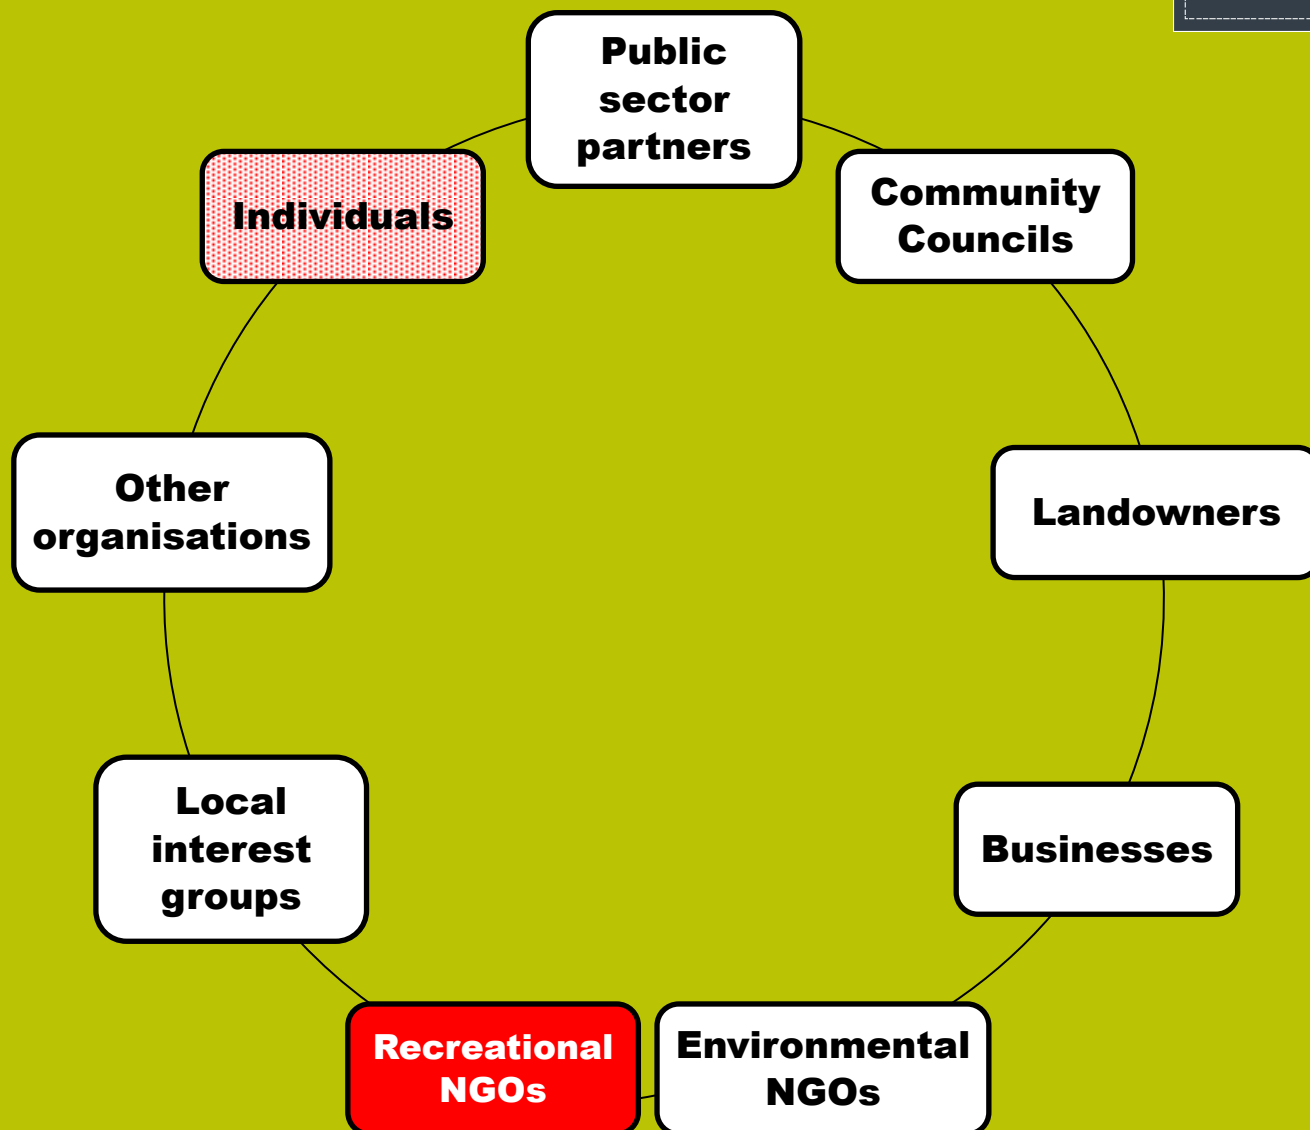 Public
sector
partners
Community
Councils
Landowners
Businesses
Environmental
NGOs
Recreational
NGOs
Local
interest
groups
Other
organisations
Individuals